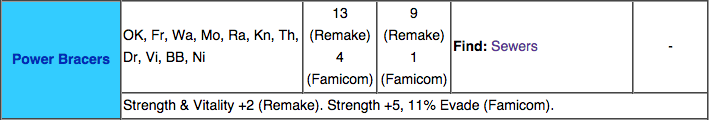 Power Bracers
OK, Fr, Wa, Mo, Ra, Kn, Th,
Dr, Vi, BB, Ni
13
(Remake)
4
(Famicom)
9
(Remake)
1
(Famicom)
Find: Sewers
-
Strength & Vitality +2 (Remake). Strength +5, 11% Evade (Famicom).